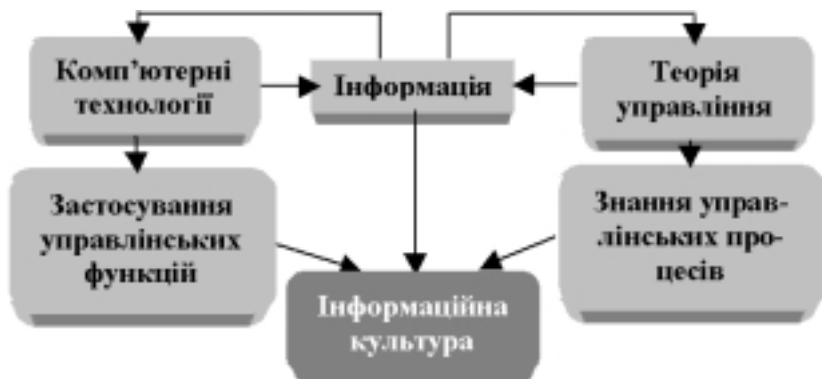 Комп’ютерні
технології
Інформація
Теорія
управління
Застосування
управлінських
функцій
Знання управ-
лінських про-
цесів
Інформаційна
культура